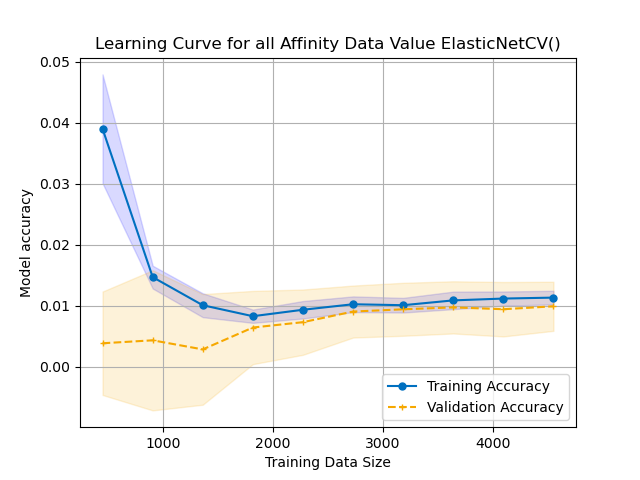 Learning Curve for all Affinity Data Value ElasticNetCV()
0.05
0.04
0.03
0.02
0.01
0.00
Model accuracy
1000
2000
3000
4000
Training Data Size
Training Accuracy
Validation Accuracy